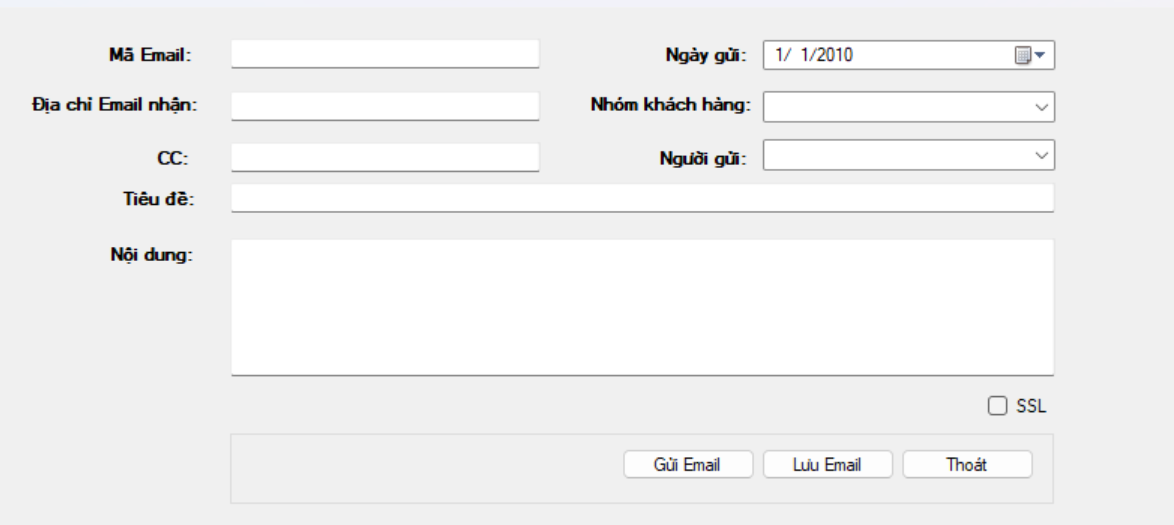 Mã Email: Ngày gửi: 1/ 1/2010
Địa chỉ Email nhận: Nhóm khách hàng:
CC: Người gửi:
Tiêu đề:
Nội dung:
SSL
Gửi Email Lưu Email Thoát